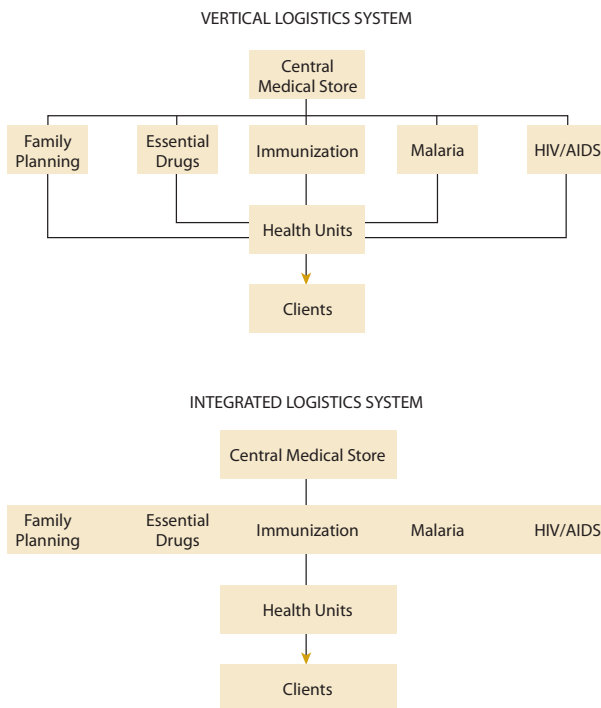 VERTICAL LOGISTICS SYSTEM
Central
Medical Store
Family
Planning
Essential
Drugs
Immunization
Malaria
HIV/AIDS
Health Units
Clients
INTEGRATED LOGISTICS SYSTEM
Central Medical Store
Family
Planning
Essential
Drugs
Immunization
Malaria
HIV/AIDS
Health Units
Clients